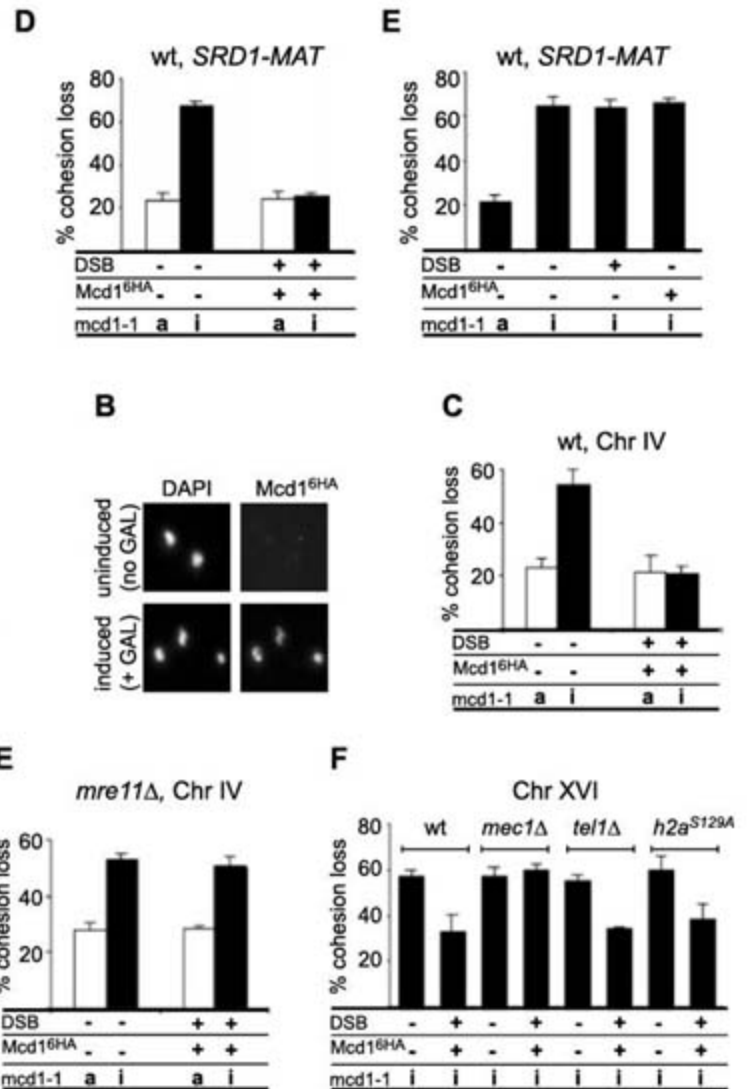 D
wt, SRD1-MAT
% cohesion loss
80
60
40
20
DSB - - + +
Mcd1^6HA - - + +
mcd1-1 a i a i
E
wt, SRD1-MAT
% cohesion loss
80
60
40
20
DSB - - + -
Mcd1^6HA - - - +
mcd1-1 a i i i
B
DAPI Mcd1^6HA
uninduced
(no GAL)
induced
(+ GAL)
C
wt, Chr IV
% cohesion loss
60
40
20
DSB - - + +
Mcd1^6HA - - + +
mcd1-1 a i a i
E
mre11Δ, Chr IV
% cohesion loss
60
40
20
DSB - - + +
Mcd1^6HA - - + +
mcd1-1 a i a i
F
Chr XVI
wt mec1Δ tel1Δ h2a^S129A
% cohesion loss
80
60
40
20
DSB - + - + - + - +
Mcd1^6HA - + - + - + - +
mcd1-1 i i i i i i i i